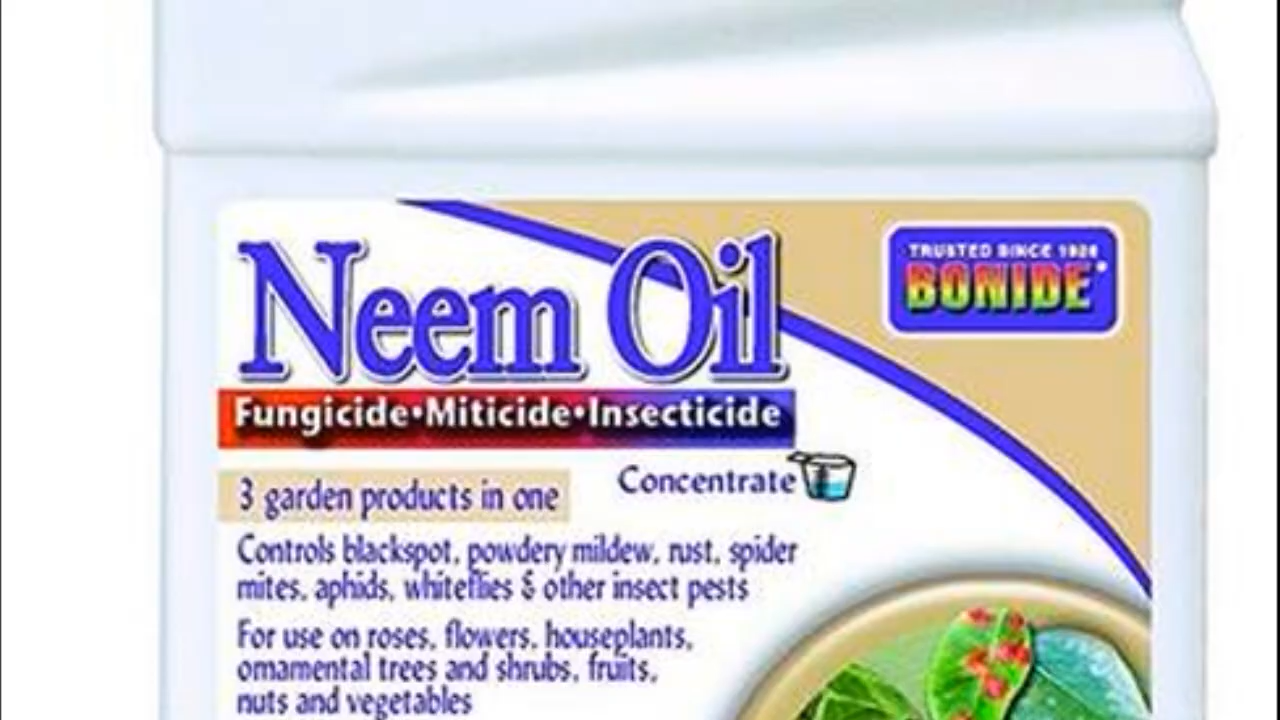 TRUSTED SINCE 1926
BONIDE
Neem Oil
Fungicide•Miticide•Insecticide
Concentrate
3 garden products in one
Controls blackspot, powdery mildew, rust, spider
mites, aphids, whiteflies & other insect pests
For use on roses, flowers, houseplants,
ornamental trees and shrubs, fruits,
nuts and vegetables